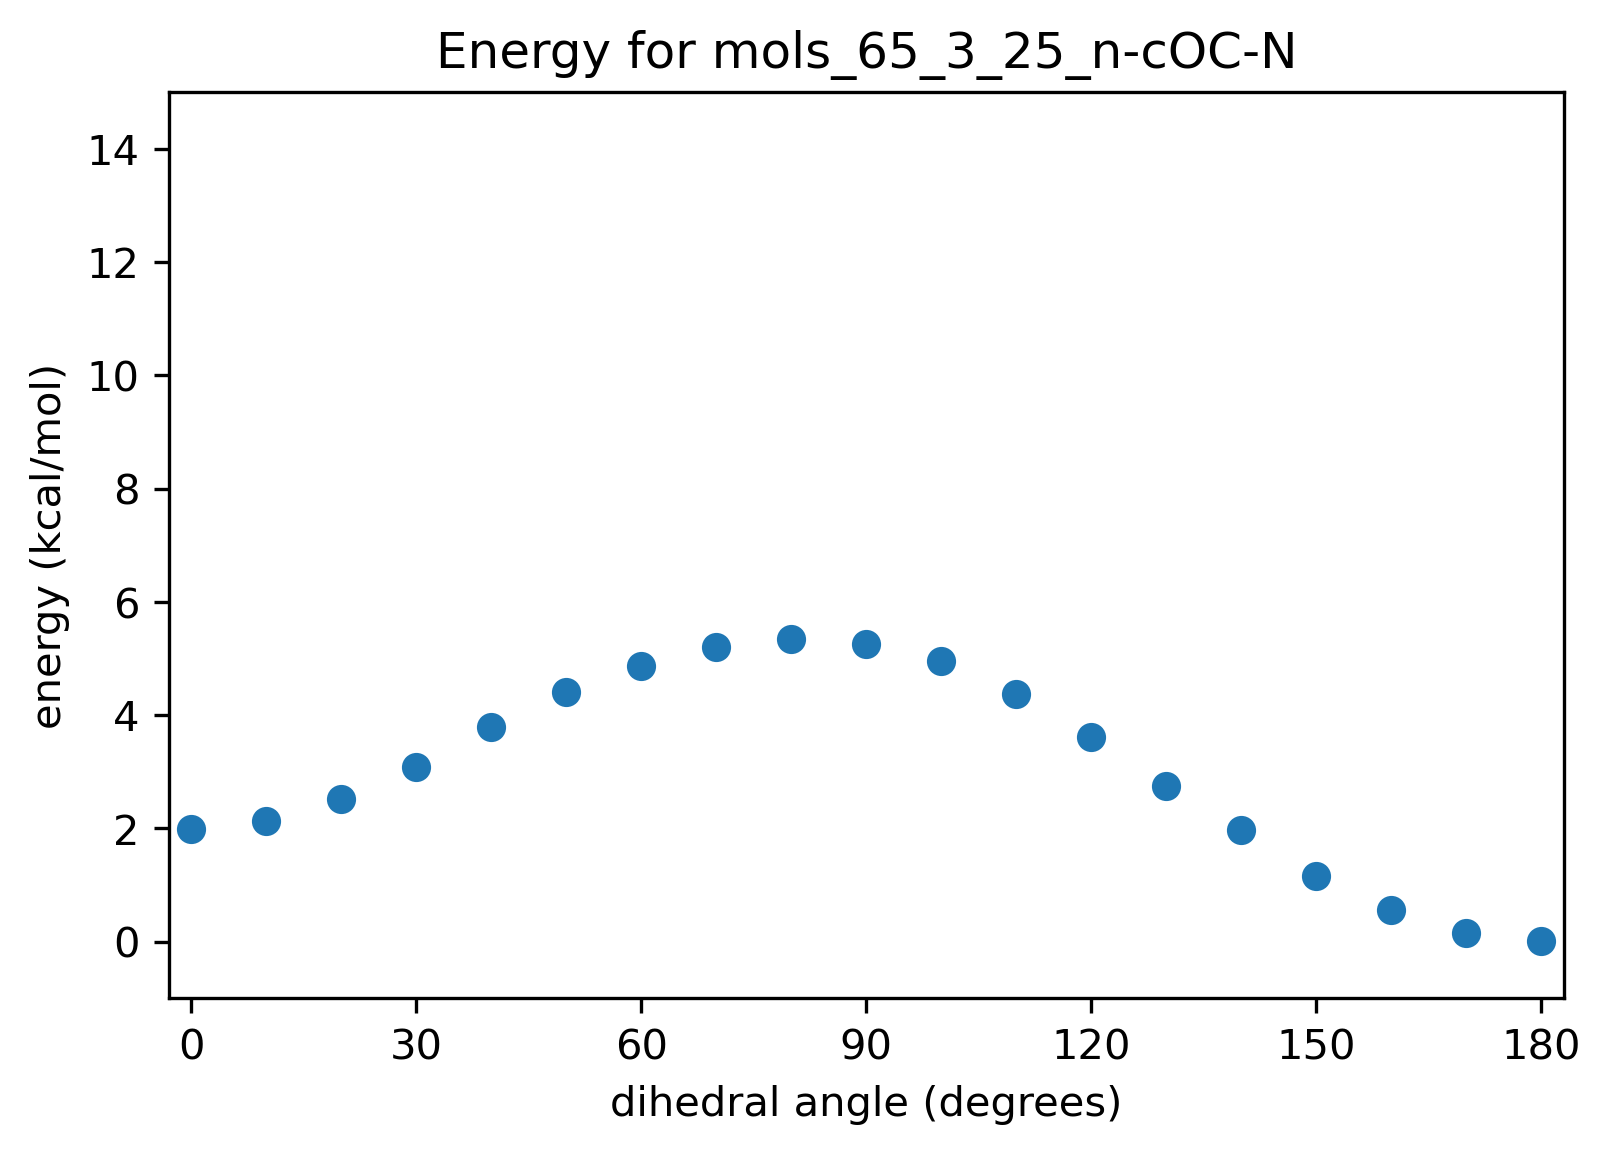 Energy for mols_65_3_25_n-cOC-N
energy (kcal/mol)
14
12
10
8
6
4
2
0
0 30 60 90 120 150 180
dihedral angle (degrees)